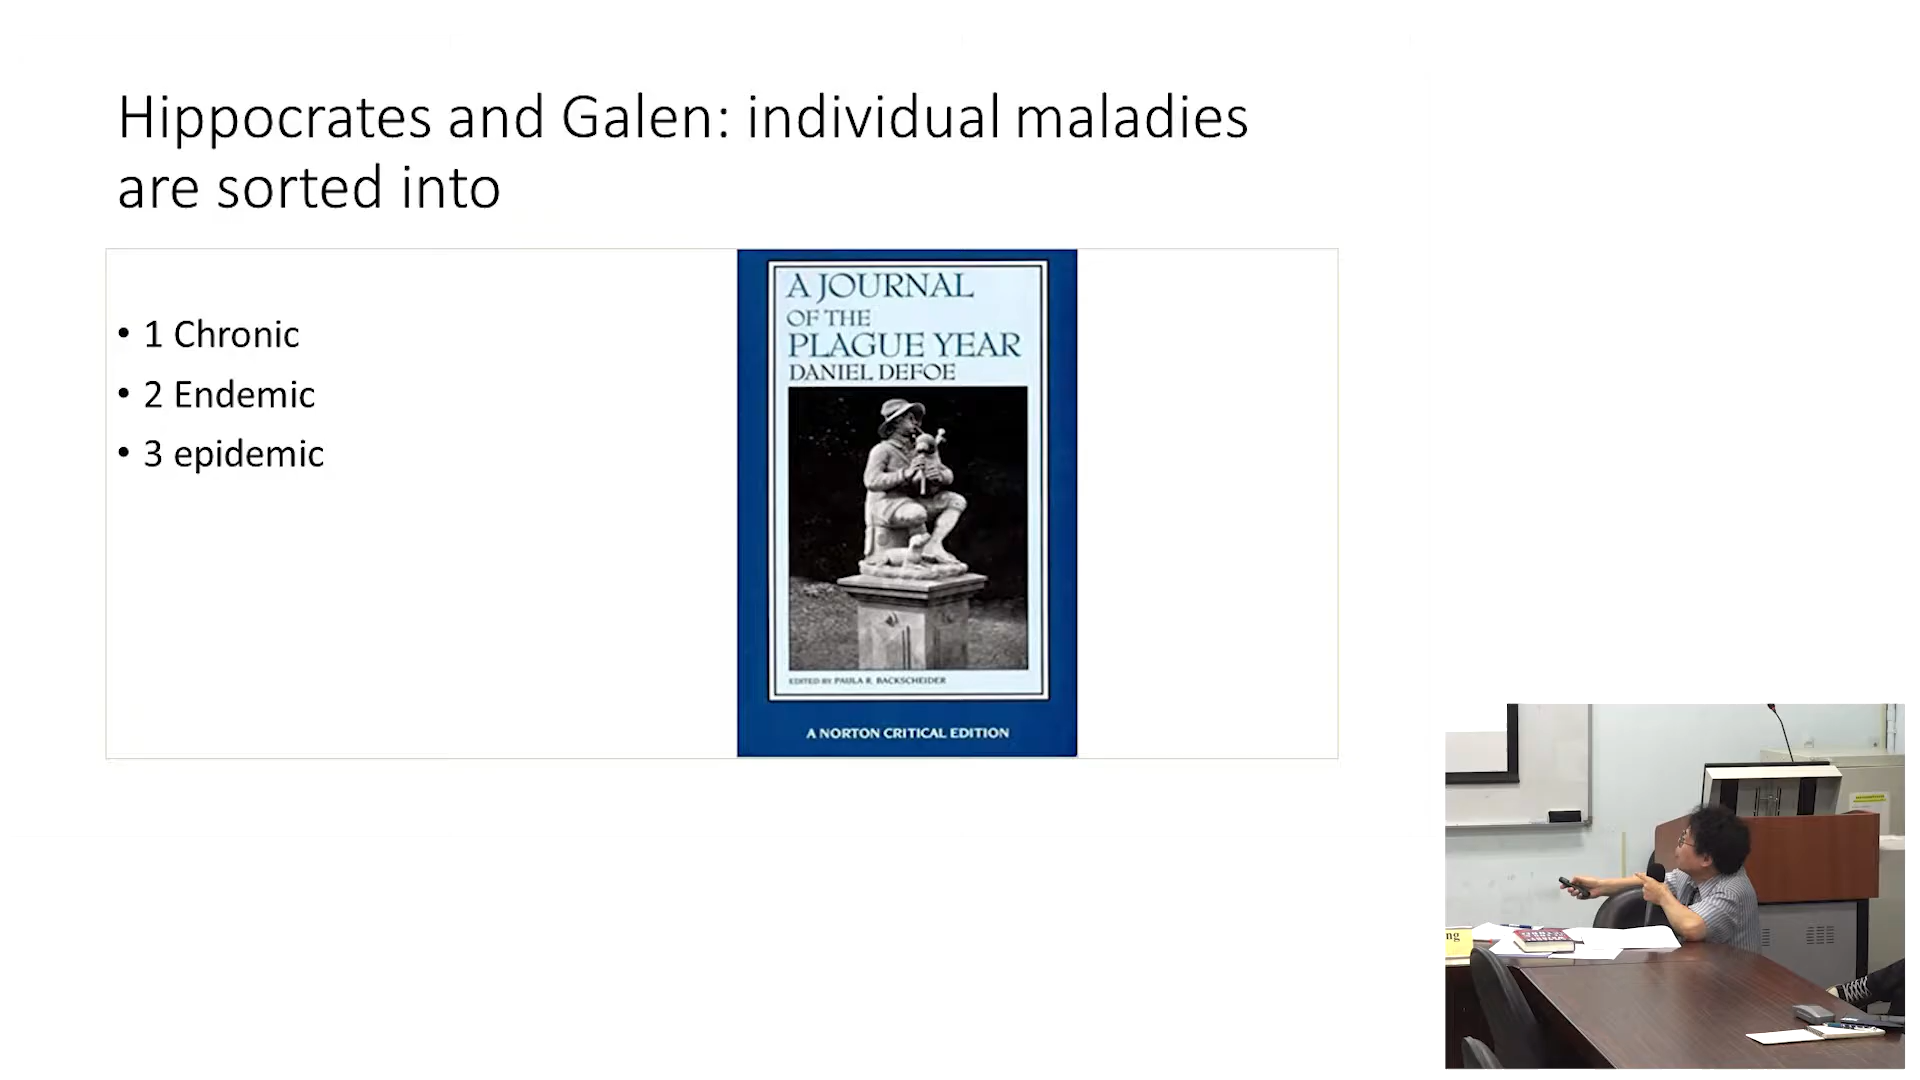 Hippocrates and Galen: individual maladies
are sorted into
• 1 Chronic
• 2 Endemic
• 3 epidemic
A JOURNAL
OF THE
PLAGUE YEAR
DANIEL DEFOE
EDITED BY PAULA R. BACKSCHEIDER
A NORTON CRITICAL EDITION
ng